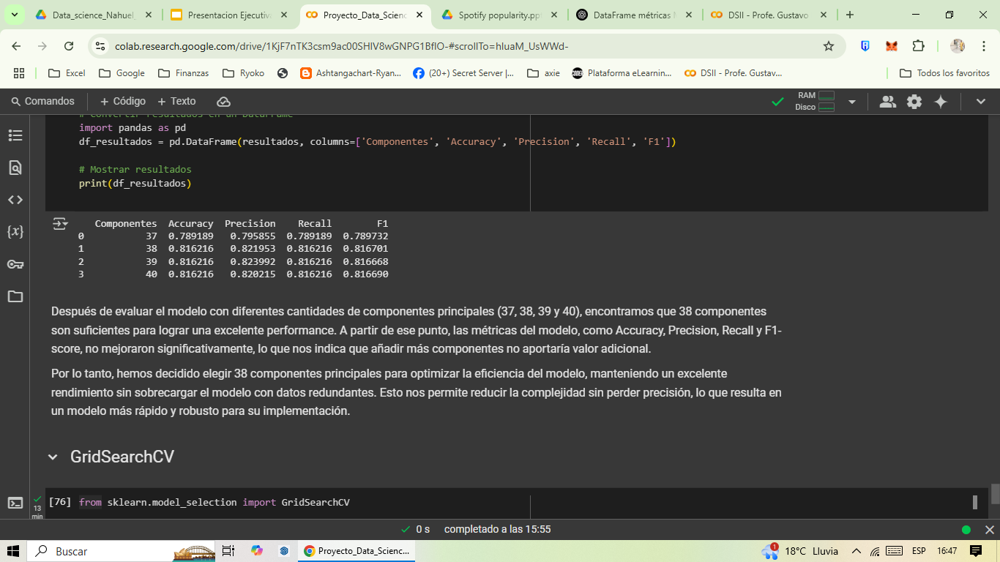 Data_science_Nahuel_
Presentacion Ejecutiva
Proyecto_Data_Scienc
Spotify popularity.pp
DataFrame métricas M
DSII - Profe. Gustavo
colab.research.google.com/drive/1KjF7nTK3csm9ac00SHIV8wGNPG1BflO-#scrollTo=hIuaM_UsWWd-
Excel
Google
Finanzas
Ryoko
Ashtangachart-Ryan...
(20+) Secret Server |...
axie
Plataforma eLearnin...
DSII - Profe. Gustav...
Todos los favoritos
Comandos
+ Código
+ Texto
RAM
Disco
# Convertir resultados en un DataFrame
import pandas as pd
df_resultados = pd.DataFrame(resultados, columns=['Componentes', 'Accuracy', 'Precision', 'Recall', 'F1'])
# Mostrar resultados
print(df_resultados)
Componentes Accuracy Precision Recall F1
0 37 0.789189 0.795855 0.789189 0.789732
1 38 0.816216 0.821953 0.816216 0.816701
2 39 0.816216 0.823992 0.816216 0.816668
3 40 0.816216 0.820215 0.816216 0.816690
Después de evaluar el modelo con diferentes cantidades de componentes principales (37, 38, 39 y 40), encontramos que 38 componentes
son suficientes para lograr una excelente performance. A partir de ese punto, las métricas del modelo, como Accuracy, Precision, Recall y F1-
score, no mejoraron significativamente, lo que nos indica que añadir más componentes no aportaría valor adicional.
Por lo tanto, hemos decidido elegir 38 componentes principales para optimizar la eficiencia del modelo, manteniendo un excelente
rendimiento sin sobrecargar el modelo con datos redundantes. Esto nos permite reducir la complejidad sin perder precisión, lo que resulta en
un modelo más rápido y robusto para su implementación.
GridSearchCV
[76] from sklearn.model_selection import GridSearchCV
13
min
0 s completado a las 15:55
Buscar
Proyecto_Data_Scienc...
1
18°C Lluvia
ESP
16:47